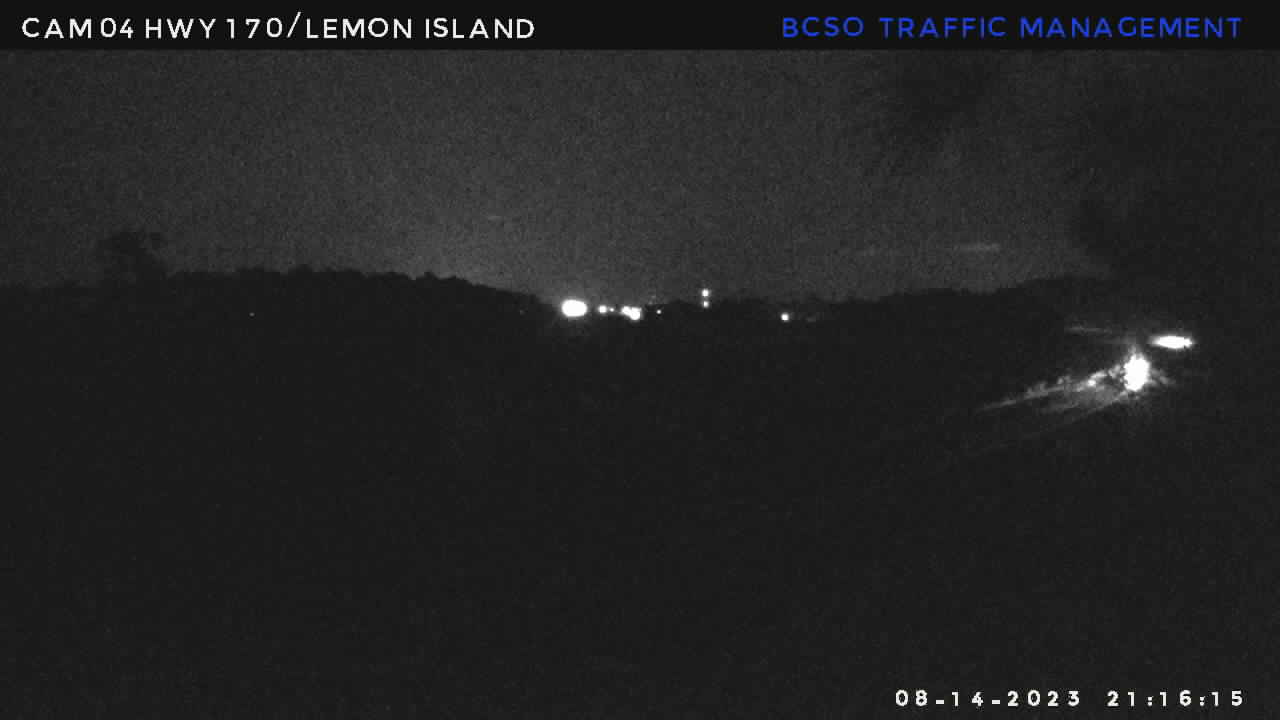 CAM04 HWY 170/LEMON ISLAND
BCSO TRAFFIC MANAGEMENT
08-14-2023 21:16:15